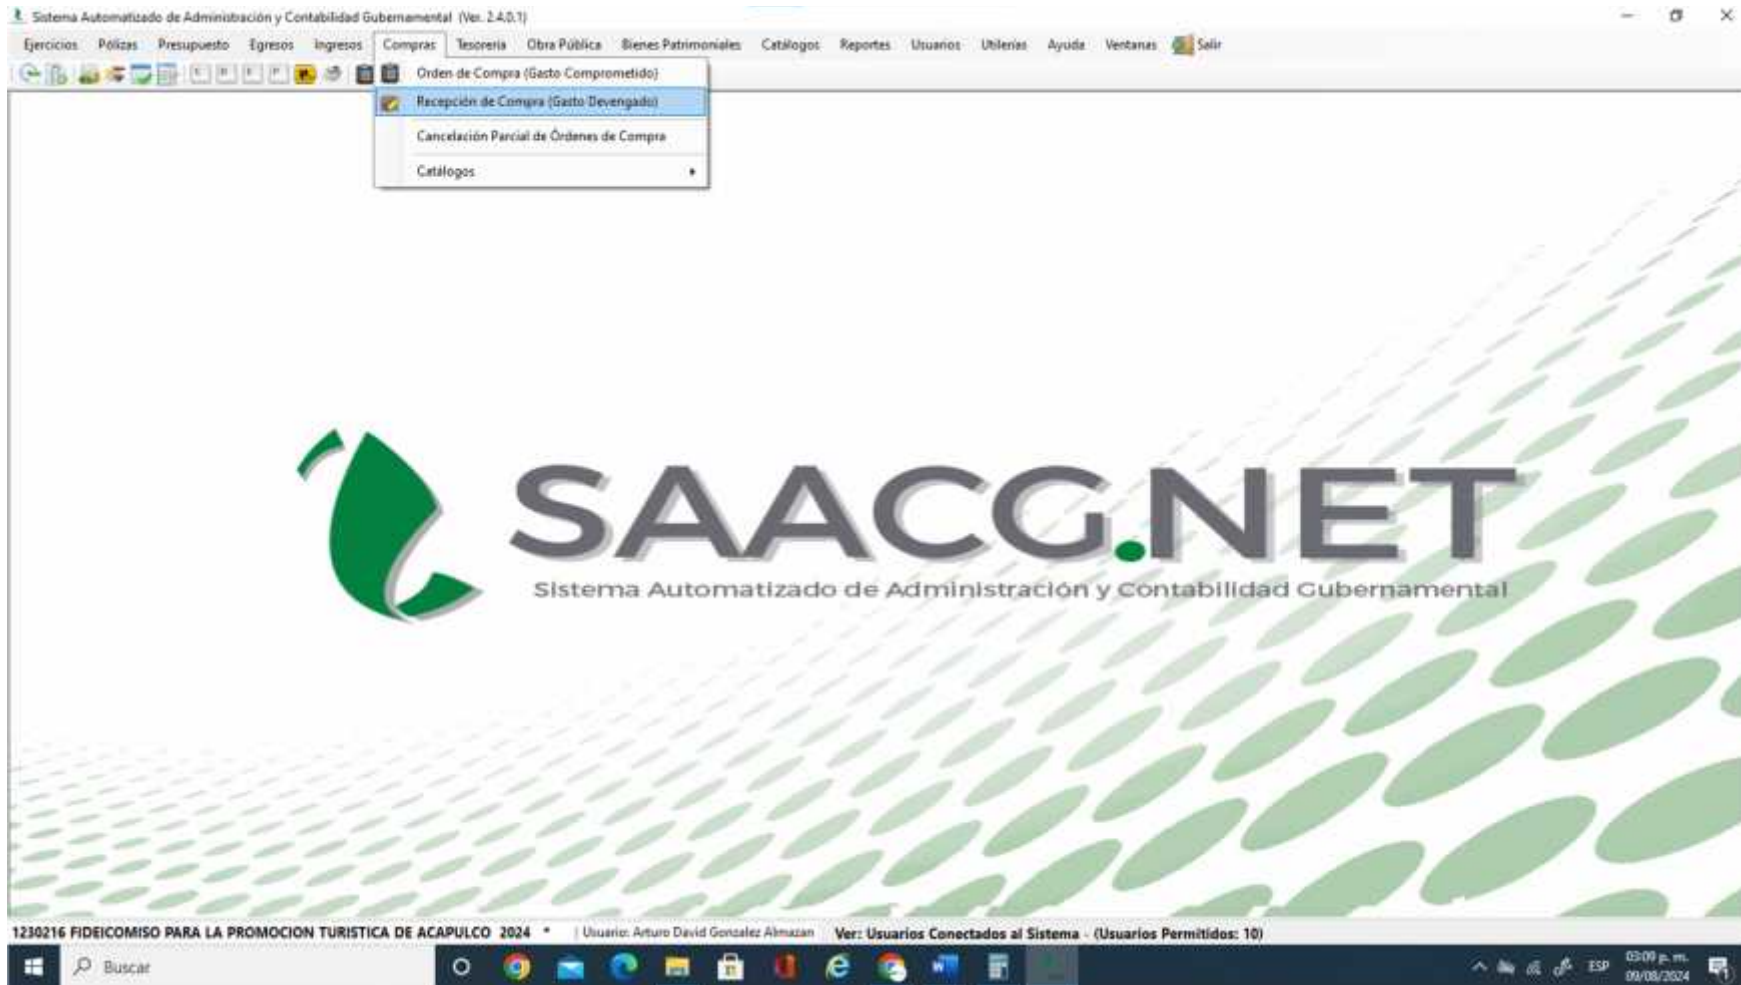 Sistema Automatizado de Administración y Contabilidad Gubernamental (Ver. 2.4.0.1)
Ejercicios Pólizas Presupuesto Egresos Ingresos Compras Tesorería Obra Pública Bienes Patrimoniales Catálogos Reportes Usuarios Utilerías Ayuda Ventanas Salir
Orden de Compra (Gasto Comprometido)
Recepción de Compra (Gasto Devengado)
Cancelación Parcial de Órdenes de Compra
Catálogos
SAACG.NET
Sistema Automatizado de Administración y Contabilidad Gubernamental
1230216 FIDEICOMISO PARA LA PROMOCION TURISTICA DE ACAPULCO 2024 * | Usuario: Arturo David Gonzalez Almazan Ver: Usuarios Conectados al Sistema - (Usuarios Permitidos: 10)
Buscar
ESP
03:09 p. m.
09/08/2024